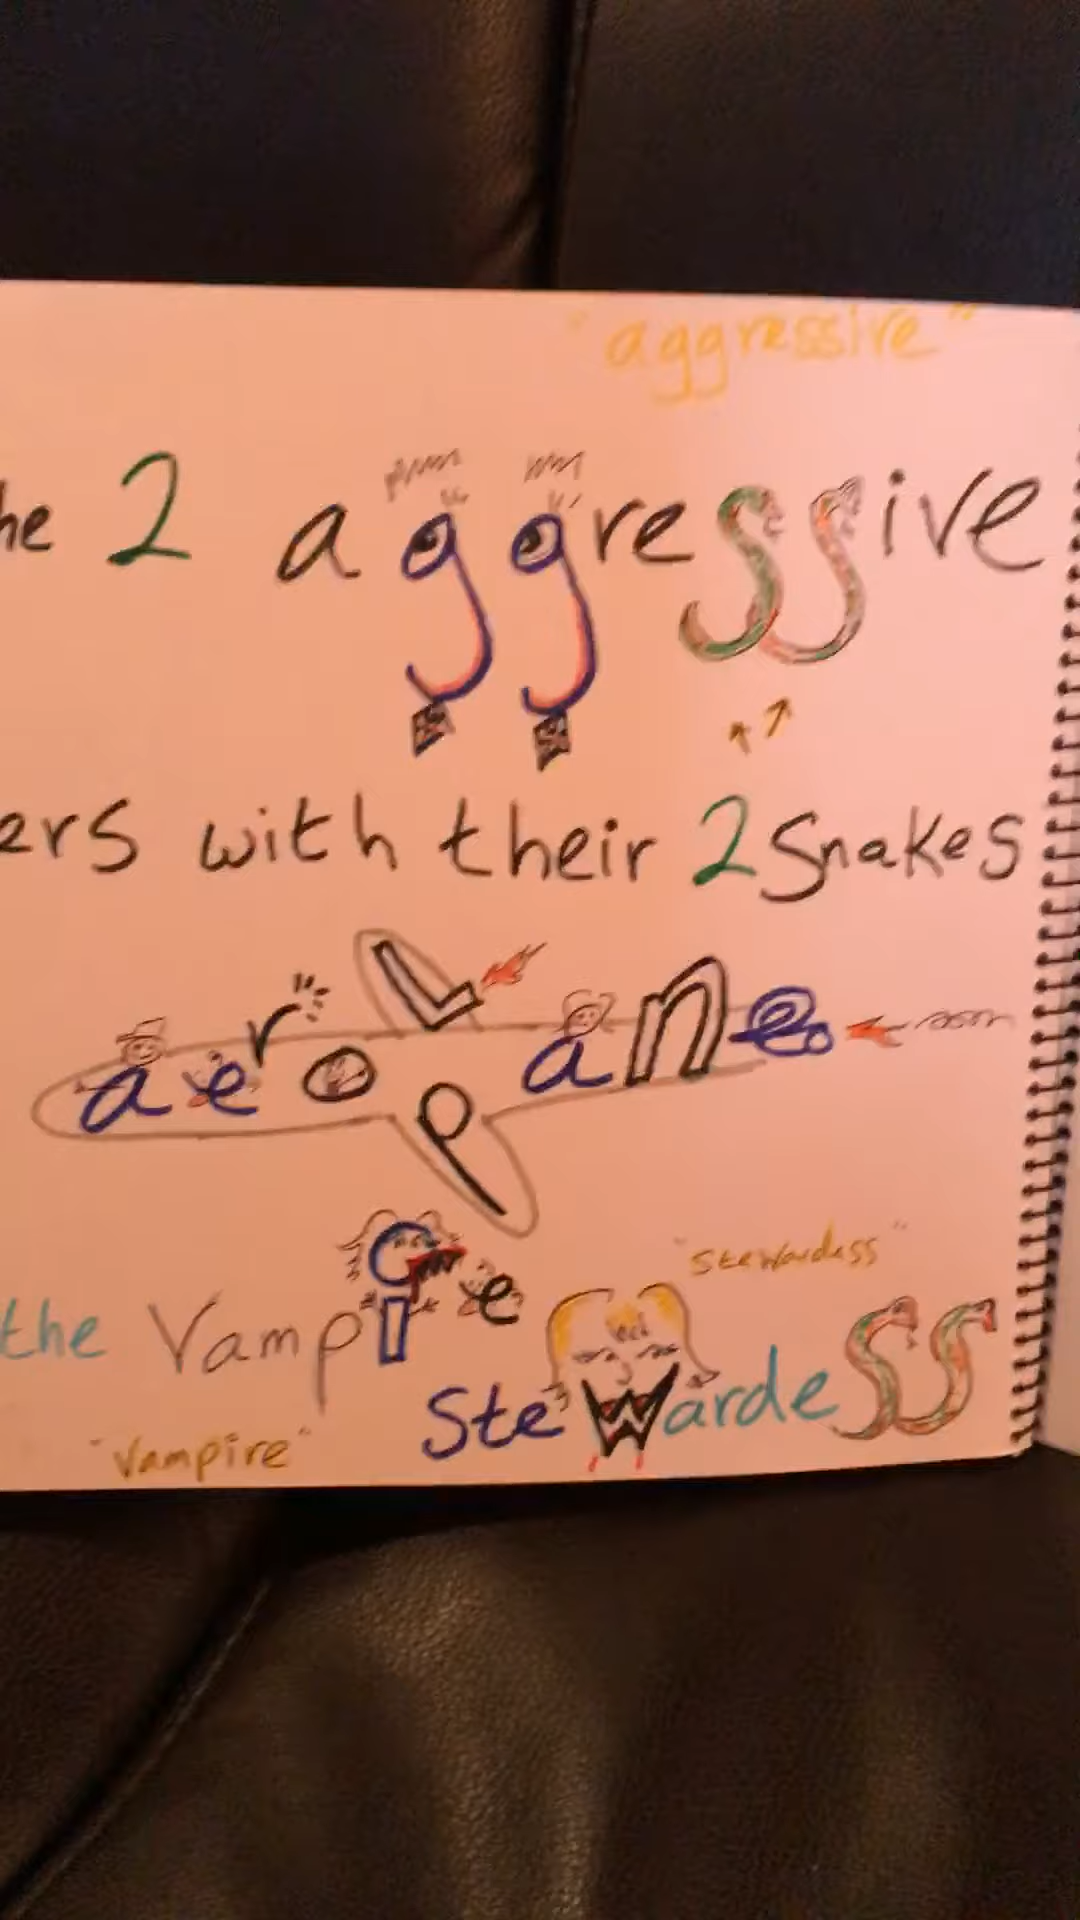 "aggressive"
he 2 aggressive
ers with their 2 snakes
aeroplane
the Vampire
"Stewardess"
SteWardeSS
"Vampire"